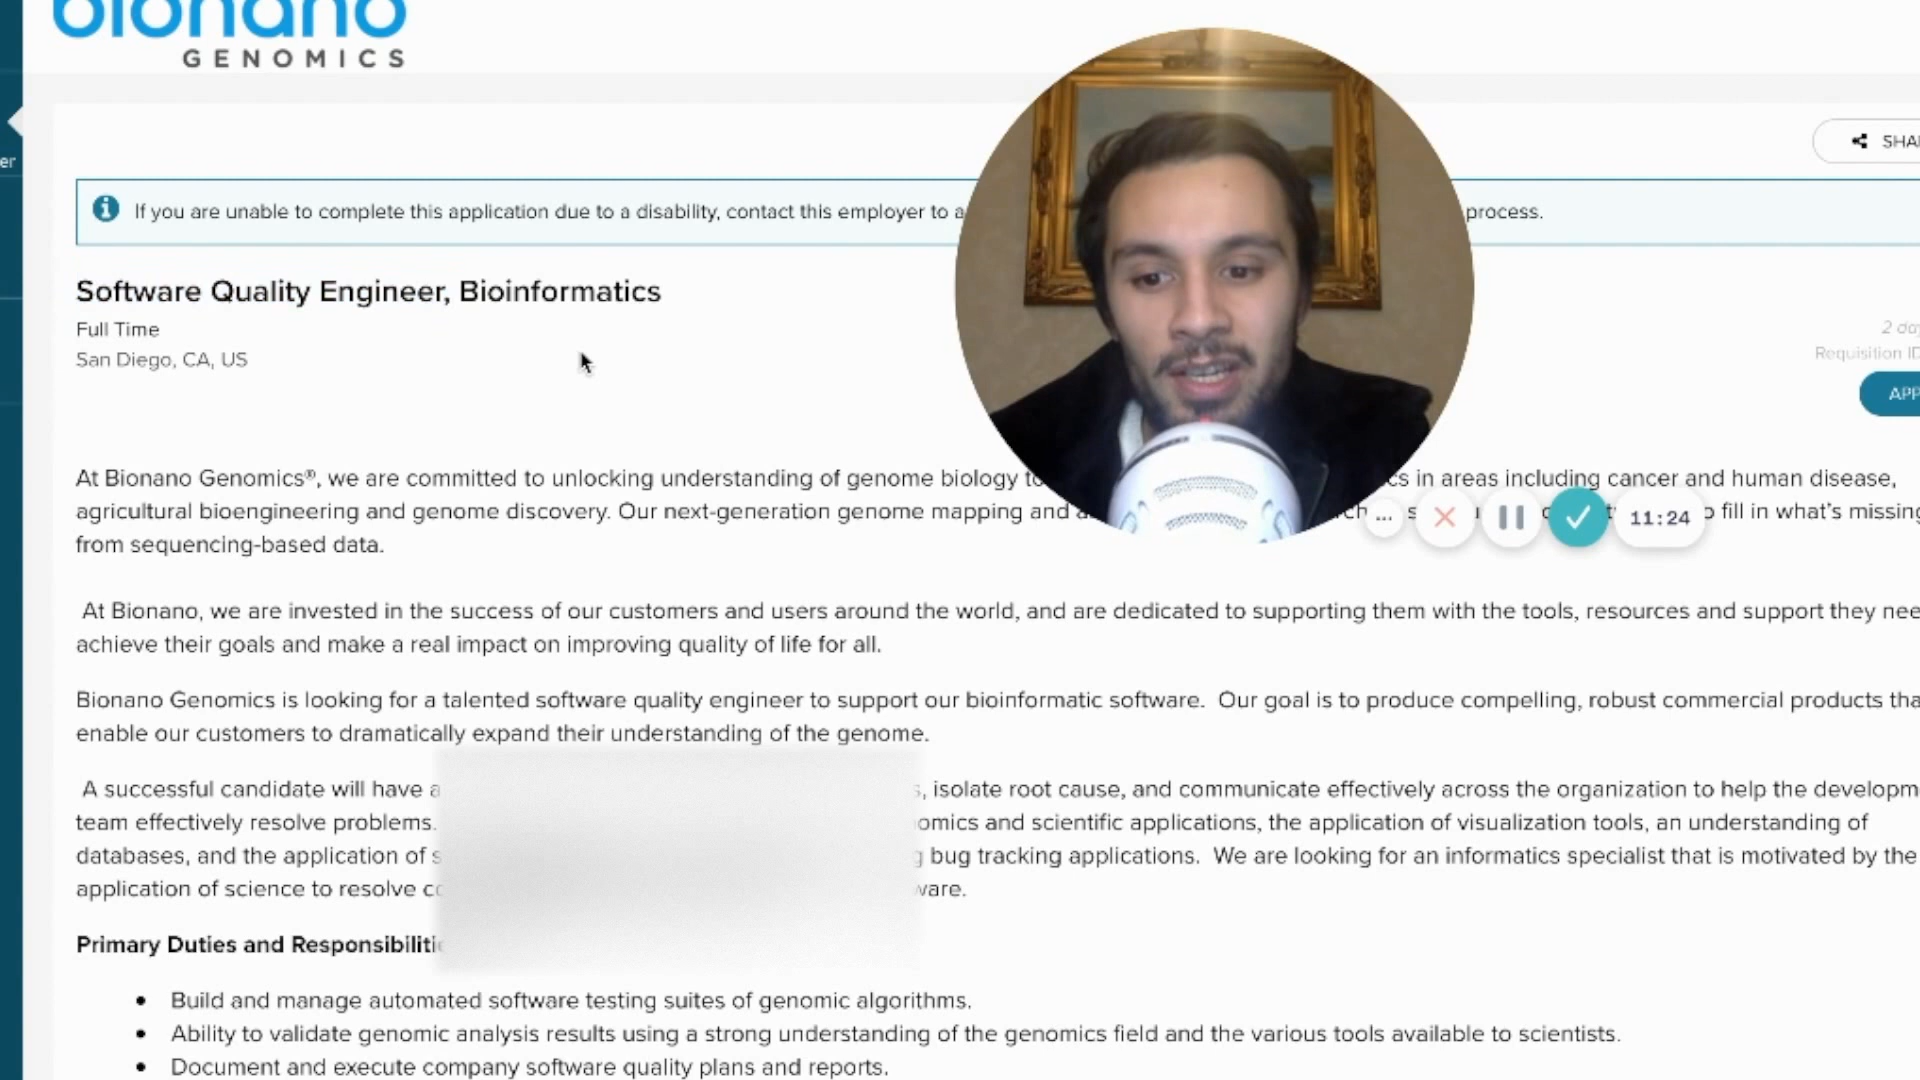 bionano
GENOMICS
er
SHA
If you are unable to complete this application due to a disability, contact this employer to a process.
Software Quality Engineer, Bioinformatics
Full Time
San Diego, CA, US
2 day
Requisition ID
APP
At Bionano Genomics®, we are committed to unlocking understanding of genome biology to cs in areas including cancer and human disease,
agricultural bioengineering and genome discovery. Our next-generation genome mapping and fill in what's missing
from sequencing-based data.
... 11:24
At Bionano, we are invested in the success of our customers and users around the world, and are dedicated to supporting them with the tools, resources and support they nee
achieve their goals and make a real impact on improving quality of life for all.
Bionano Genomics is looking for a talented software quality engineer to support our bioinformatic software. Our goal is to produce compelling, robust commercial products tha
enable our customers to dramatically expand their understanding of the genome.
A successful candidate will have a , isolate root cause, and communicate effectively across the organization to help the developm
team effectively resolve problems. omics and scientific applications, the application of visualization tools, an understanding of
databases, and the application of s g bug tracking applications. We are looking for an informatics specialist that is motivated by the
application of science to resolve co ware.
Primary Duties and Responsibilitie
• Build and manage automated software testing suites of genomic algorithms.
• Ability to validate genomic analysis results using a strong understanding of the genomics field and the various tools available to scientists.
• Document and execute company software quality plans and reports.